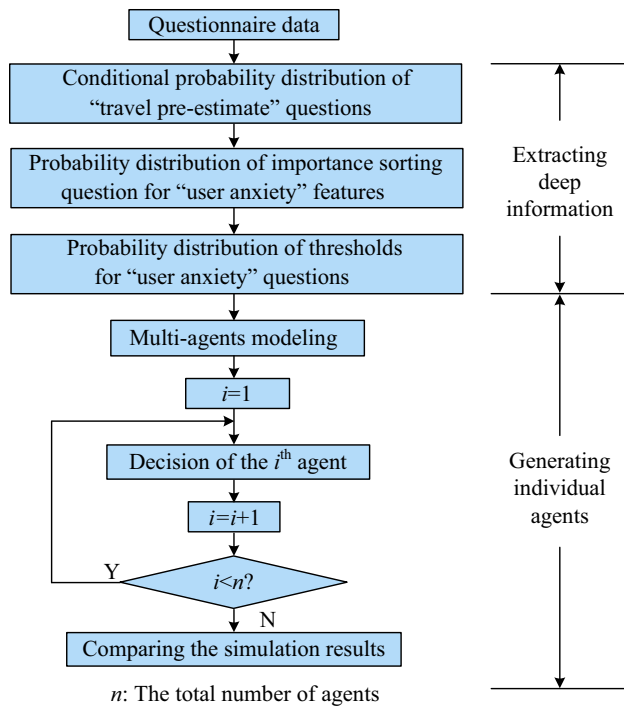 Questionnaire data
Conditional probability distribution of
“travel pre-estimate” questions
Probability distribution of importance sorting
question for “user anxiety” features
Probability distribution of thresholds
for “user anxiety” questions
Extracting
deep
information
Multi-agents modeling
i=1
Decision of the iᵗʰ agent
i=i+1
i<n?
Y
N
Comparing the simulation results
Generating
individual
agents
n: The total number of agents